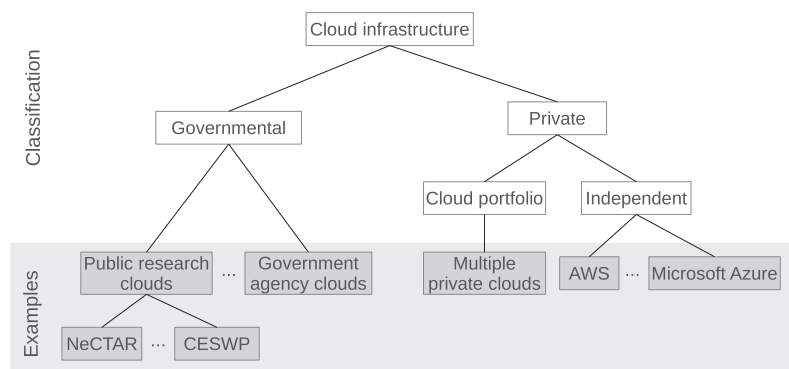 Cloud infrastructure
Classification
Governmental
Private
Cloud portfolio
Independent
Examples
Public research
clouds
...
Government
agency clouds
Multiple
private clouds
AWS
...
Microsoft Azure
NeCTAR
...
CESWP